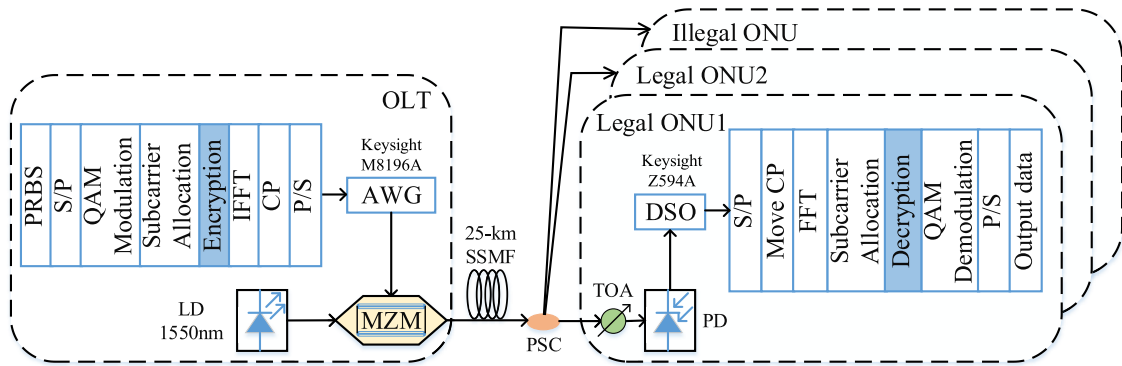 Illegal ONU
Legal ONU2
Legal ONU1
OLT
PRBS
S/P
QAM
Modulation
Subcarrier
Allocation
Encryption
IFFT
CP
P/S
Keysight
M8196A
AWG
LD
1550nm
MZM
25-km
SSMF
PSC
TOA
PD
Keysight
Z594A
DSO
S/P
Move CP
FFT
Subcarrier
Allocation
Decryption
QAM
Demodulation
P/S
Output data